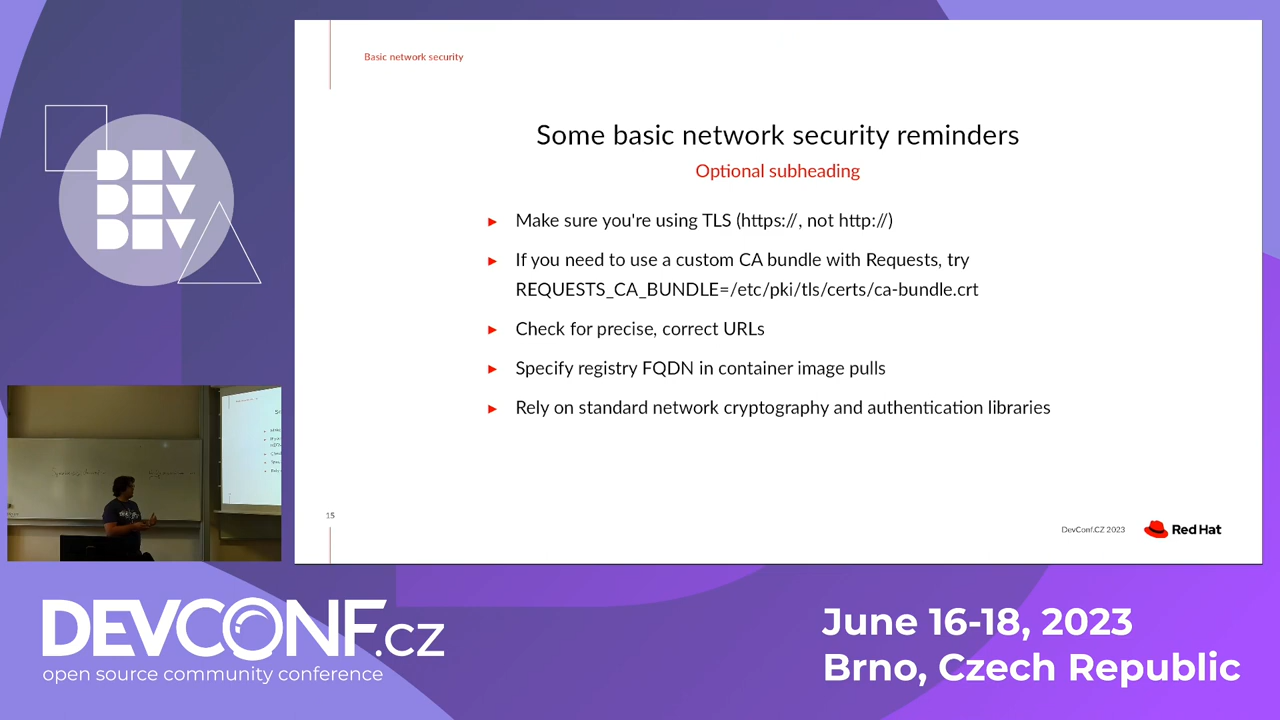 Basic network security
Some basic network security reminders
Optional subheading
Make sure you're using TLS (https://, not http://)
If you need to use a custom CA bundle with Requests, try
REQUESTS_CA_BUNDLE=/etc/pki/tls/certs/ca-bundle.crt
Check for precise, correct URLs
Specify registry FQDN in container image pulls
Rely on standard network cryptography and authentication libraries
15
DevConf.CZ 2023
Red Hat
DEV
DEV
DEV
DEVCONF.cz
open source community conference
June 16-18, 2023
Brno, Czech Republic